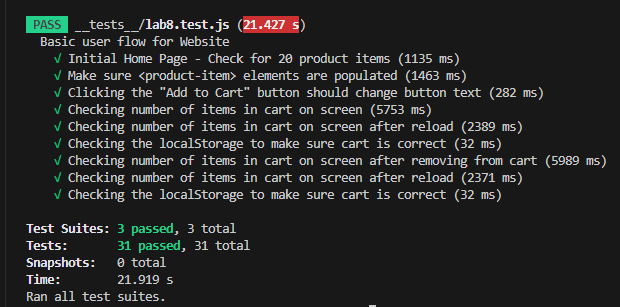 PASS __tests__/lab8.test.js (21.427 s)
Basic user flow for Website
√ Initial Home Page - Check for 20 product items (1135 ms)
√ Make sure <product-item> elements are populated (1463 ms)
√ Clicking the "Add to Cart" button should change button text (282 ms)
√ Checking number of items in cart on screen (5753 ms)
√ Checking number of items in cart on screen after reload (2389 ms)
√ Checking the localStorage to make sure cart is correct (32 ms)
√ Checking number of items in cart on screen after removing from cart (5989 ms)
√ Checking number of items in cart on screen after reload (2371 ms)
√ Checking the localStorage to make sure cart is correct (32 ms)
Test Suites: 3 passed, 3 total
Tests: 31 passed, 31 total
Snapshots: 0 total
Time: 21.919 s
Ran all test suites.